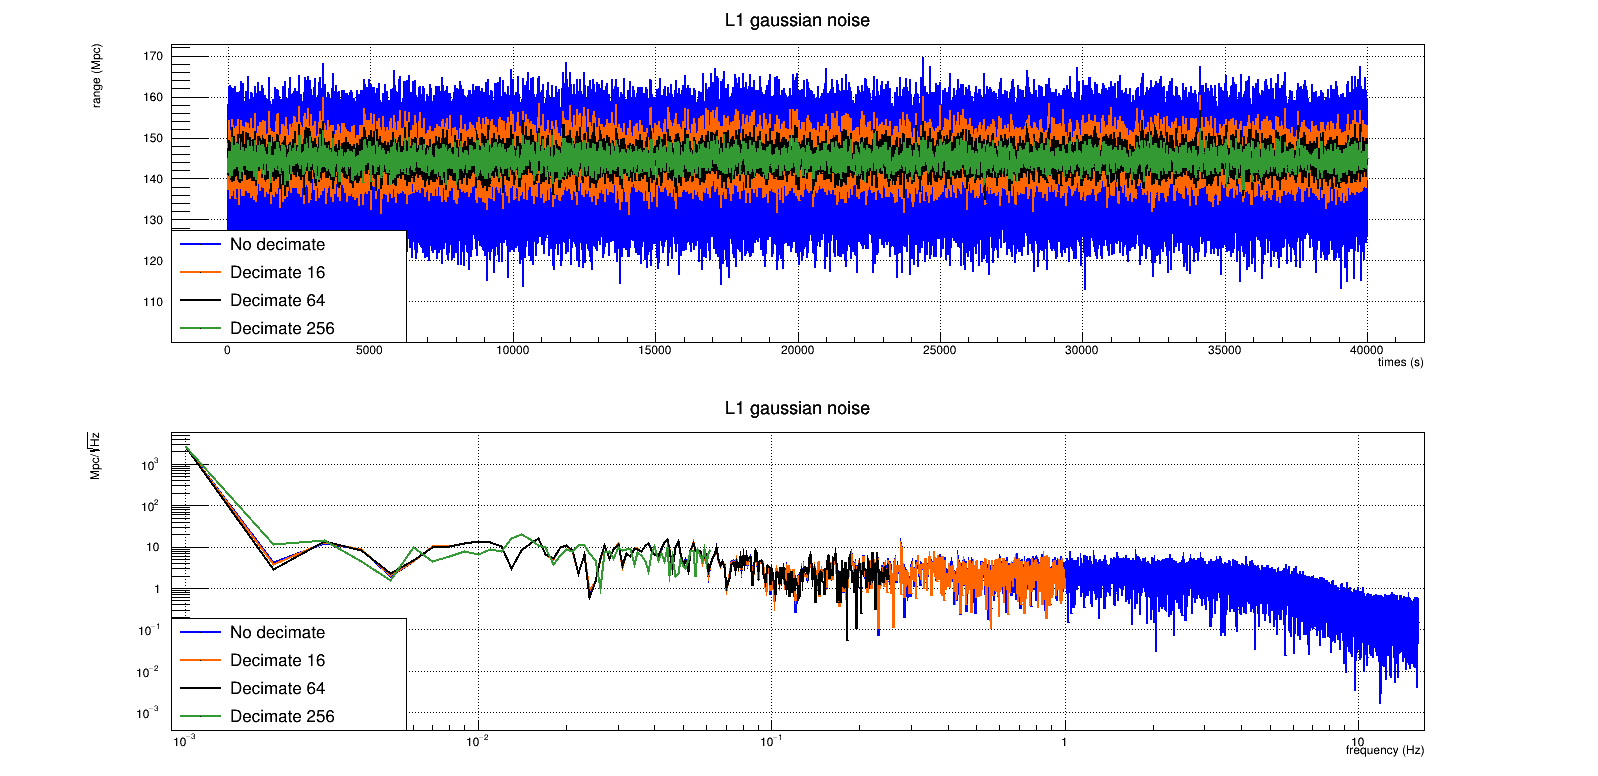 L1 gaussian noise
range (Mpc)
170
160
150
140
130
120
110
No decimate
Decimate 16
Decimate 64
Decimate 256
0 5000 10000 15000 20000 25000 30000 35000 40000
times (s)
L1 gaussian noise
Mpc/√Hz
10³
10²
10
1
10⁻¹
10⁻²
10⁻³
No decimate
Decimate 16
Decimate 64
Decimate 256
10⁻³ 10⁻² 10⁻¹ 1 10
frequency (Hz)